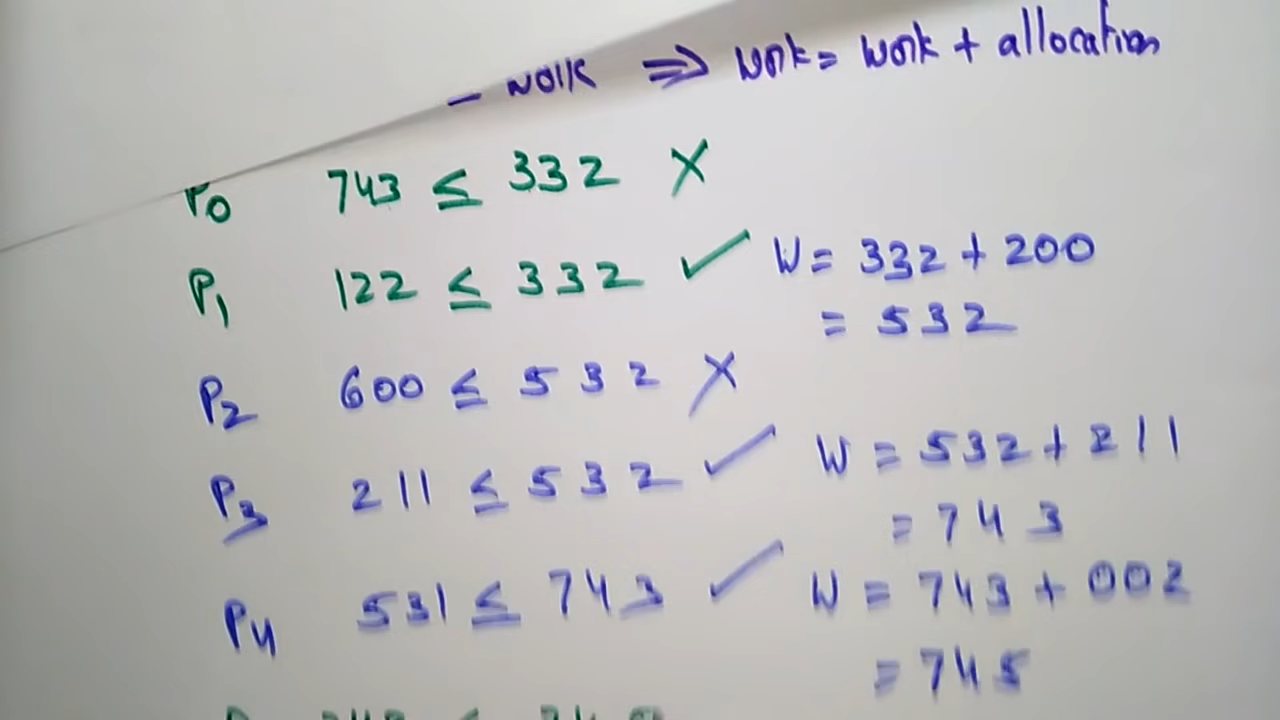 work ⇒ work = work + allocation
P0 743 ≤ 332 X
P1 122 ≤ 332 ✓ W = 332 + 200
= 532
P2 600 ≤ 532 X
P3 211 ≤ 532 ✓ W = 532 + 211
= 743
P4 531 ≤ 743 ✓ W = 743 + 002
= 745